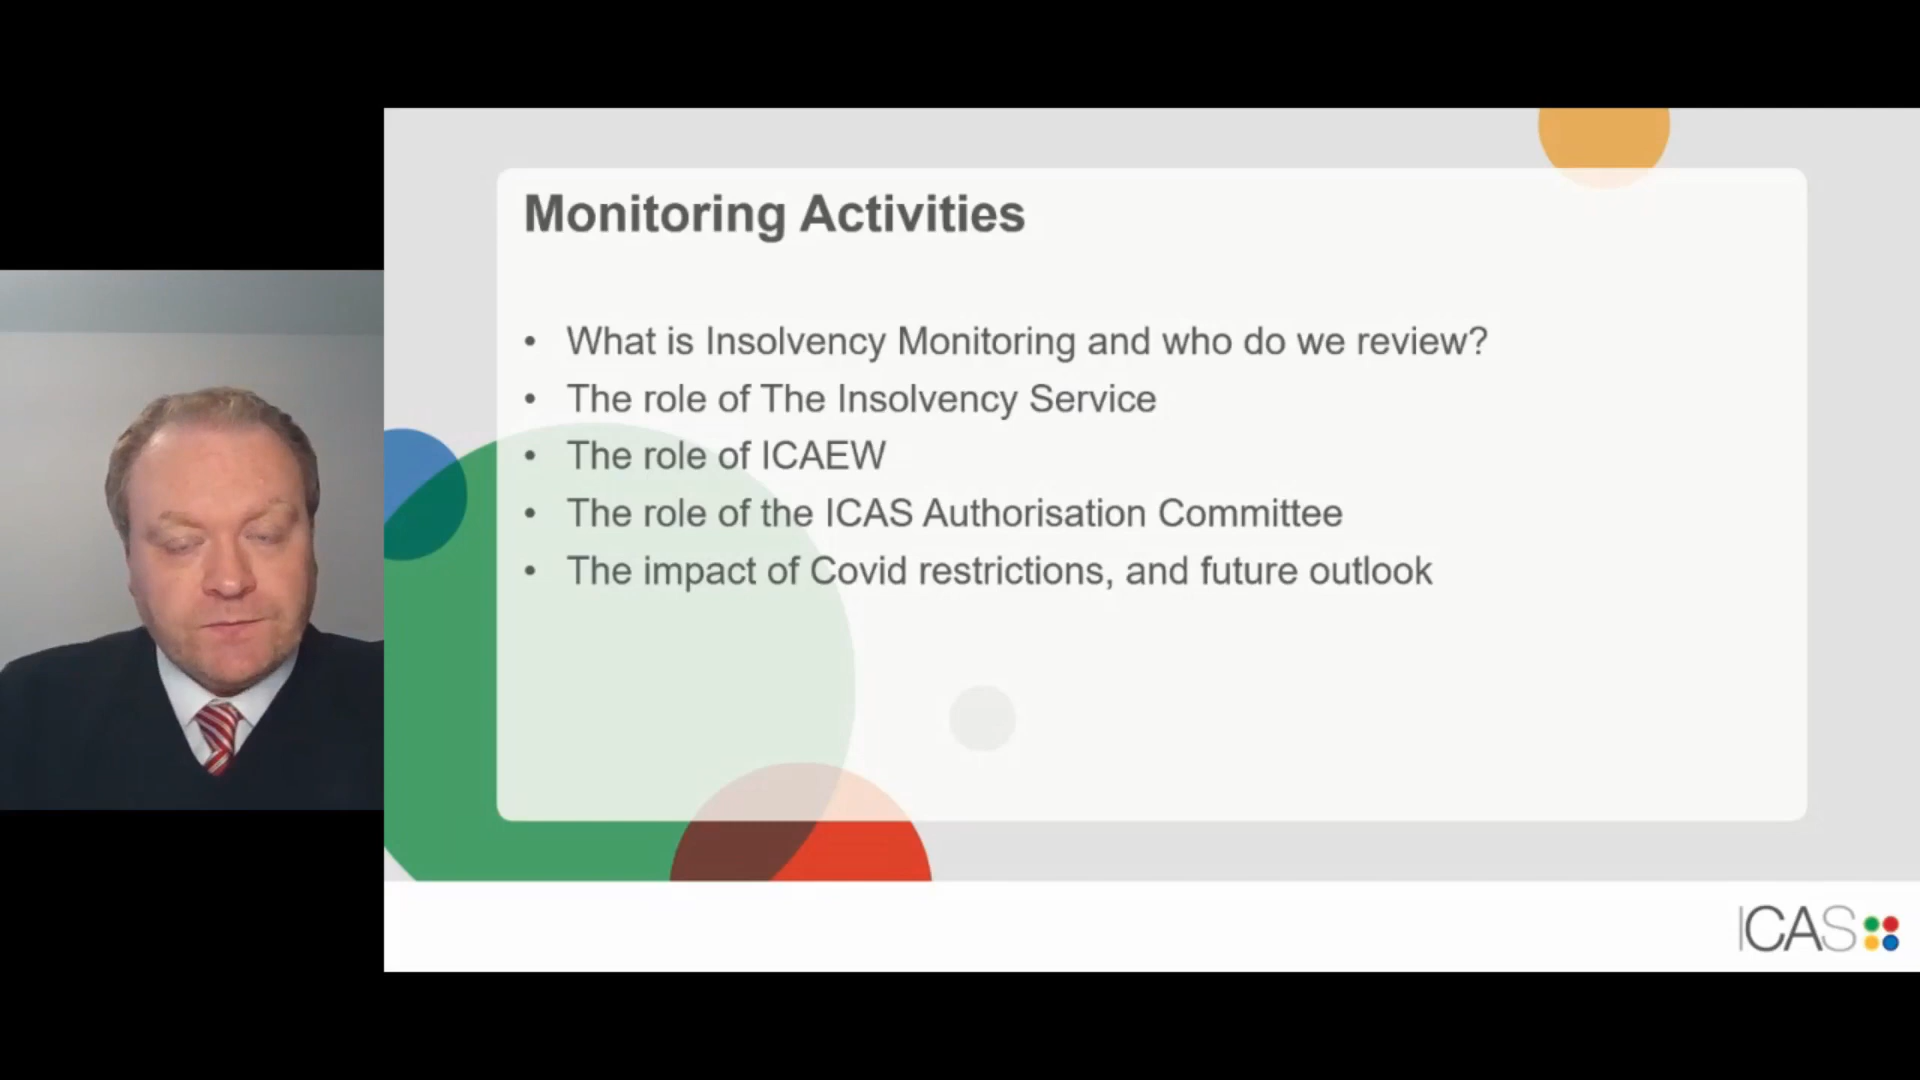 Monitoring Activities
• What is Insolvency Monitoring and who do we review?
• The role of The Insolvency Service
• The role of ICAEW
• The role of the ICAS Authorisation Committee
• The impact of Covid restrictions, and future outlook
ICAS